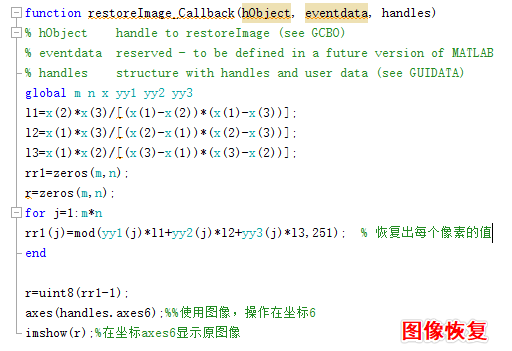 function restoreImage_Callback(hObject, eventdata, handles)
% hObject    handle to restoreImage (see GCBO)
% eventdata  reserved - to be defined in a future version of MATLAB
% handles    structure with handles and user data (see GUIDATA)
global m n x yy1 yy2 yy3
l1=x(2)*x(3)/[(x(1)-x(2))*(x(1)-x(3))];
l2=x(1)*x(3)/[(x(2)-x(1))*(x(2)-x(3))];
l3=x(1)*x(2)/[(x(3)-x(1))*(x(3)-x(2))];
rr1=zeros(m,n);
r=zeros(m,n);
for j=1:m*n
rr1(j)=mod(yy1(j)*l1+yy2(j)*l2+yy3(j)*l3,251);  % 恢复出每个像素的值
end
r=uint8(rr1-1);
axes(handles.axes6);%%使用图像，操作在坐标6
imshow(r);%在坐标axes6显示原图像
图像恢复